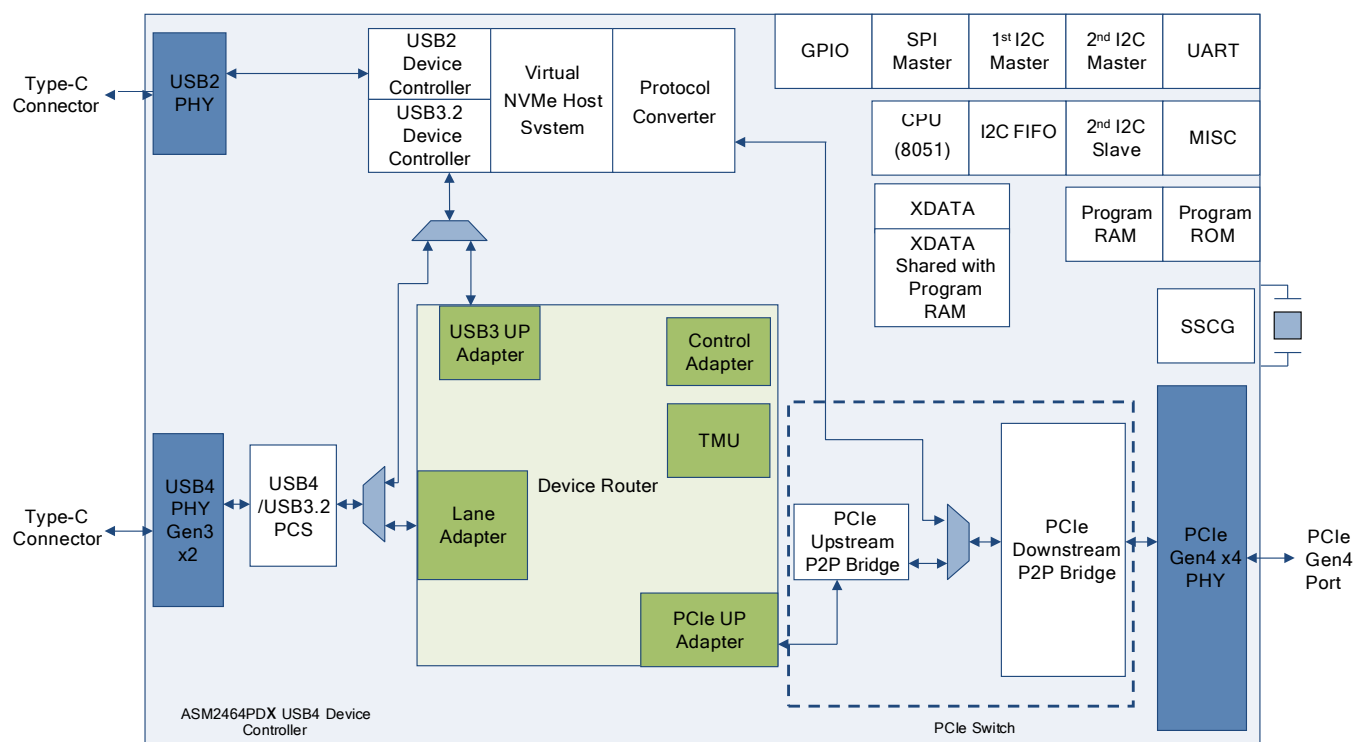 GPIO
SPI
Master
1st I2C
Master
2nd I2C
Master
UART
Type-C
Connector
USB2
PHY
USB2
Device
Controller
USB3.2
Device
Controller
Virtual
NVMe Host
System
Protocol
Converter
CPU
(8051)
I2C FIFO
2nd I2C
Slave
MISC
XDATA
XDATA
Shared with
Program
RAM
Program
RAM
Program
ROM
SSCG
USB3 UP
Adapter
Control
Adapter
TMU
Device Router
Type-C
Connector
USB4
PHY
Gen3
x2
USB4
/USB3.2
PCS
Lane
Adapter
PCIe UP
Adapter
PCIe
Upstream
P2P Bridge
PCIe
Downstream
P2P Bridge
PCIe
Gen4 x4
PHY
PCIe
Gen4
Port
ASM2464PDX USB4 Device
Controller
PCIe Switch